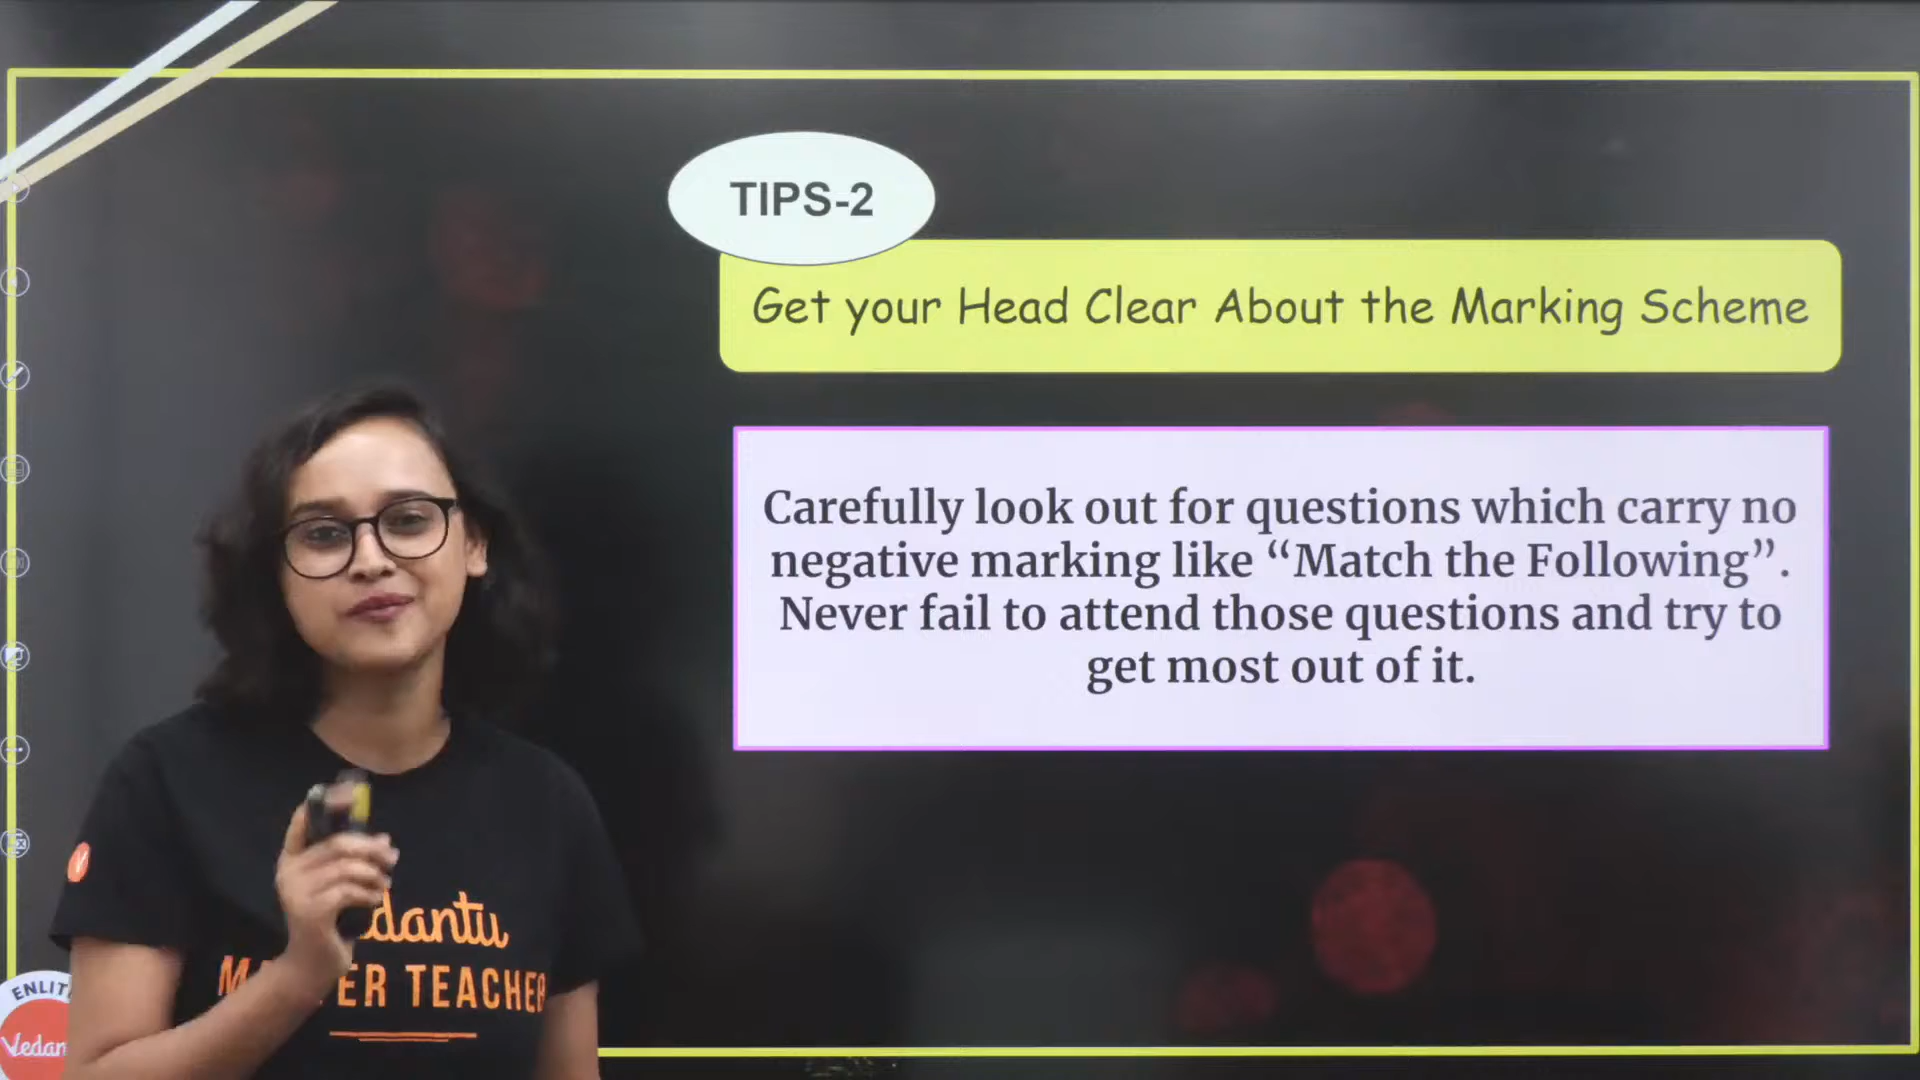 TIPS-2
Get your Head Clear About the Marking Scheme
Carefully look out for questions which carry no
negative marking like “Match the Following”.
Never fail to attend those questions and try to
get most out of it.
TEACHER